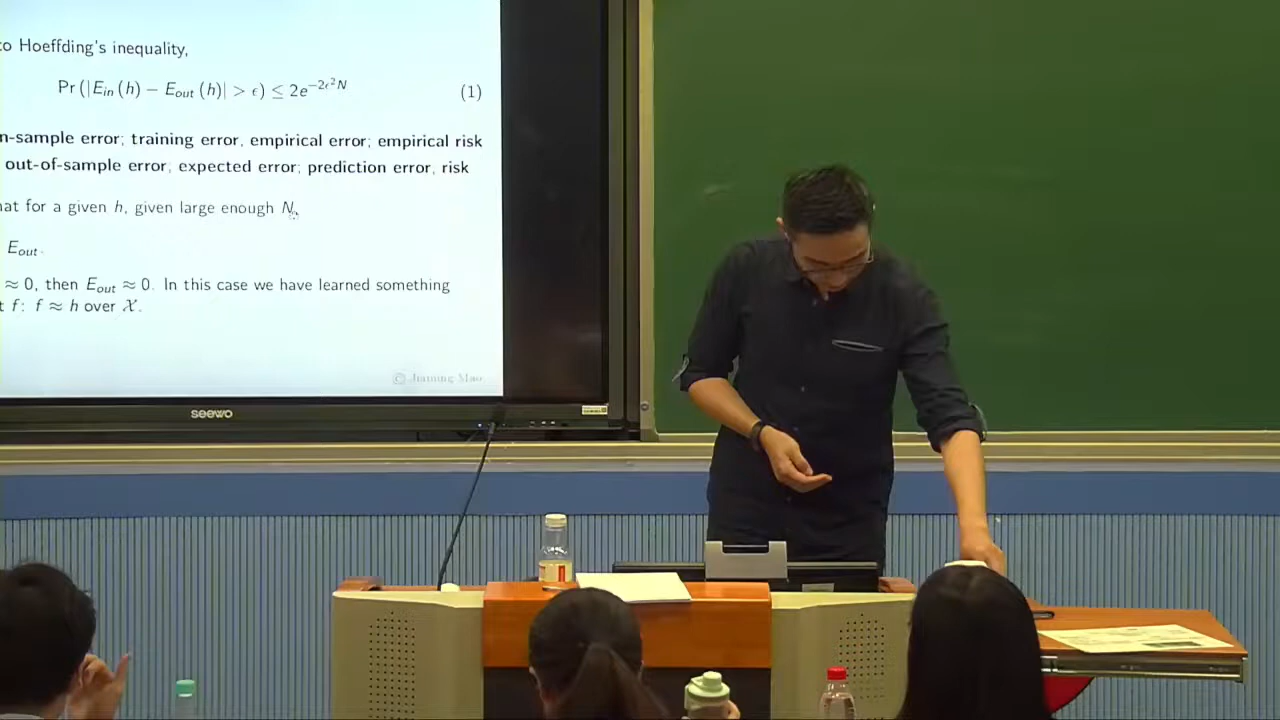 to Hoeffding's inequality,
Pr (|E_in (h) − E_out (h)| > ϵ) ≤ 2e^{−2ϵ²N} (1)
n-sample error; training error, empirical error; empirical risk
out-of-sample error; expected error; prediction error, risk
hat for a given h, given large enough N,
E_out.
≈ 0, then E_out ≈ 0. In this case we have learned something
t f: f ≈ h over 𝒳.
© Jiaming Mao
seewo